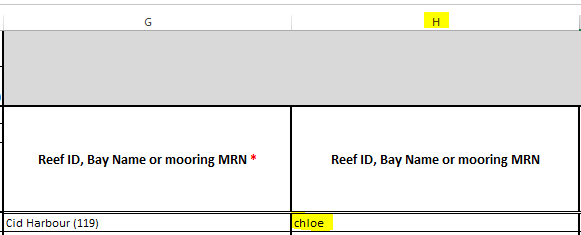 G H
Reef ID, Bay Name or mooring MRN * Reef ID, Bay Name or mooring MRN
Cid Harbour (119) chloe